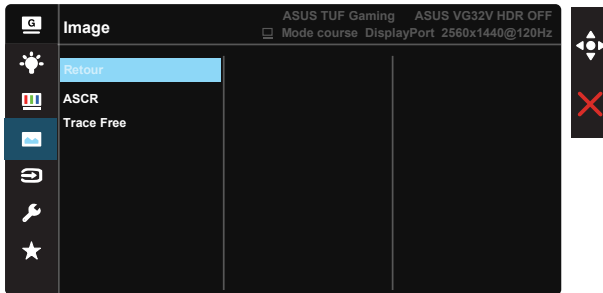 ASUS TUF Gaming ASUS VG32V HDR OFF
G Image
Mode course DisplayPort 2560x1440@120Hz
Retour
ASCR
Trace Free